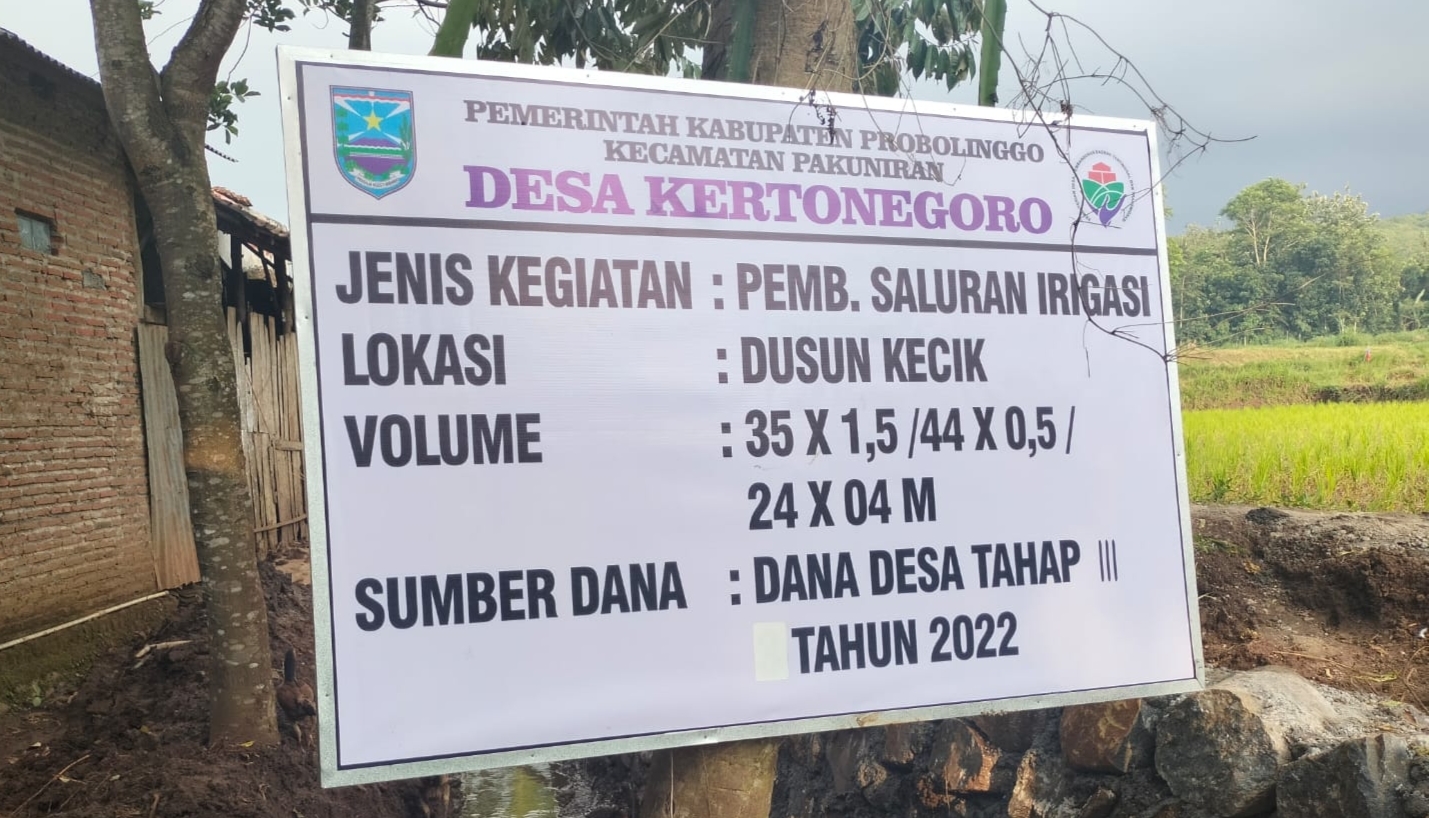 PEMERINTAH KABUPATEN PROBOLINGGO
KECAMATAN PAKUNIRAN
DESA KERTONEGORO
JENIS KEGIATAN : PEMB. SALURAN IRIGASI
LOKASI : DUSUN KECIK
VOLUME : 35 X 1,5 /44 X 0,5 /
24 X 04 M
SUMBER DANA : DANA DESA TAHAP III
TAHUN 2022